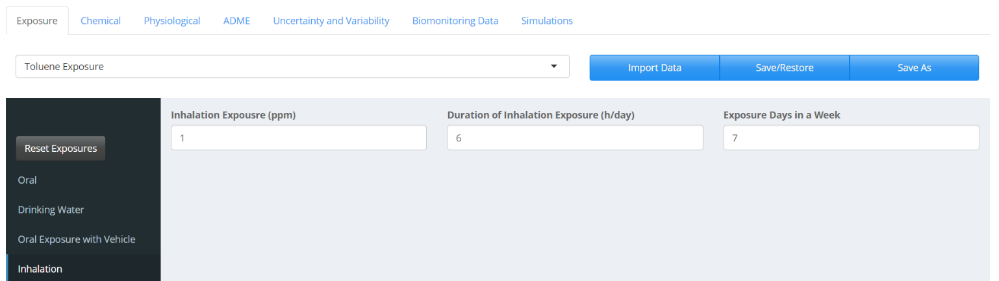 Exposure Chemical Physiological ADME Uncertainty and Variability Biomonitoring Data Simulations
Toluene Exposure Import Data Save/Restore Save As
Inhalation Expousre (ppm) Duration of Inhalation Exposure (h/day) Exposure Days in a Week
1 6 7
Reset Exposures
Oral
Drinking Water
Oral Exposure with Vehicle
Inhalation